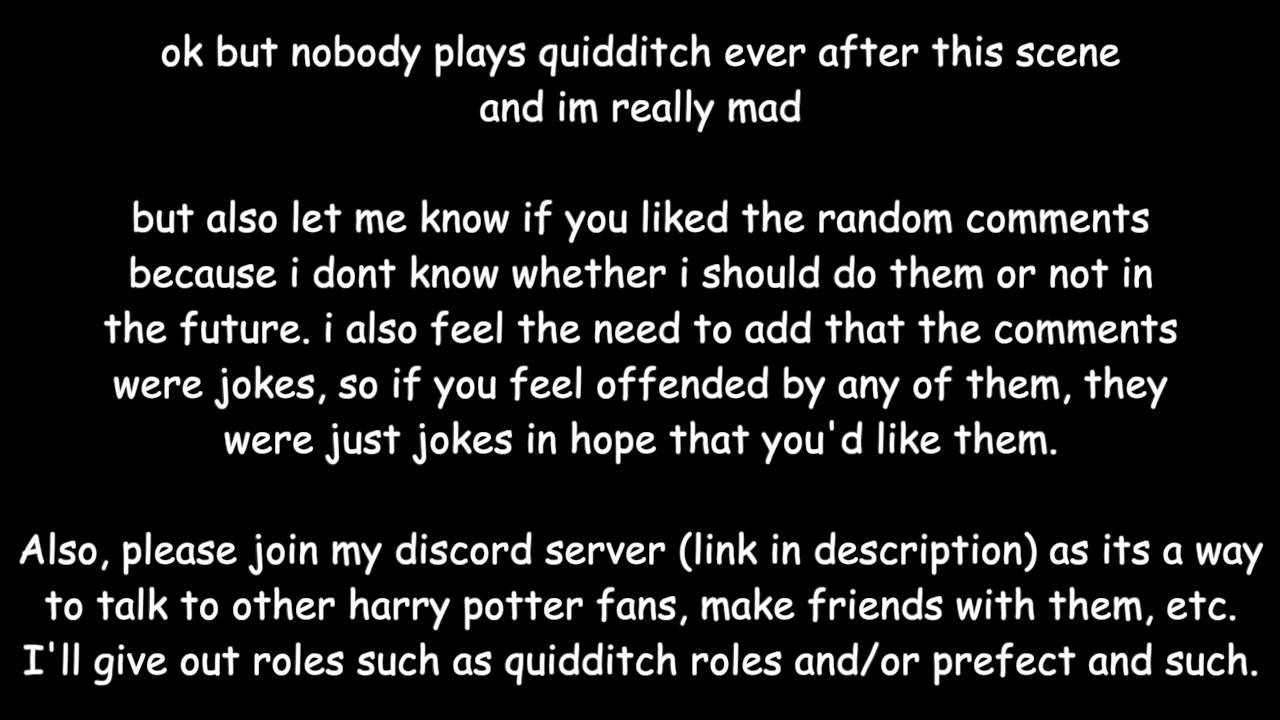 ok but nobody plays quidditch ever after this scene
and im really mad
but also let me know if you liked the random comments
because i dont know whether i should do them or not in
the future. i also feel the need to add that the comments
were jokes, so if you feel offended by any of them, they
were just jokes in hope that you'd like them.
Also, please join my discord server (link in description) as its a way
to talk to other harry potter fans, make friends with them, etc.
I'll give out roles such as quidditch roles and/or prefect and such.